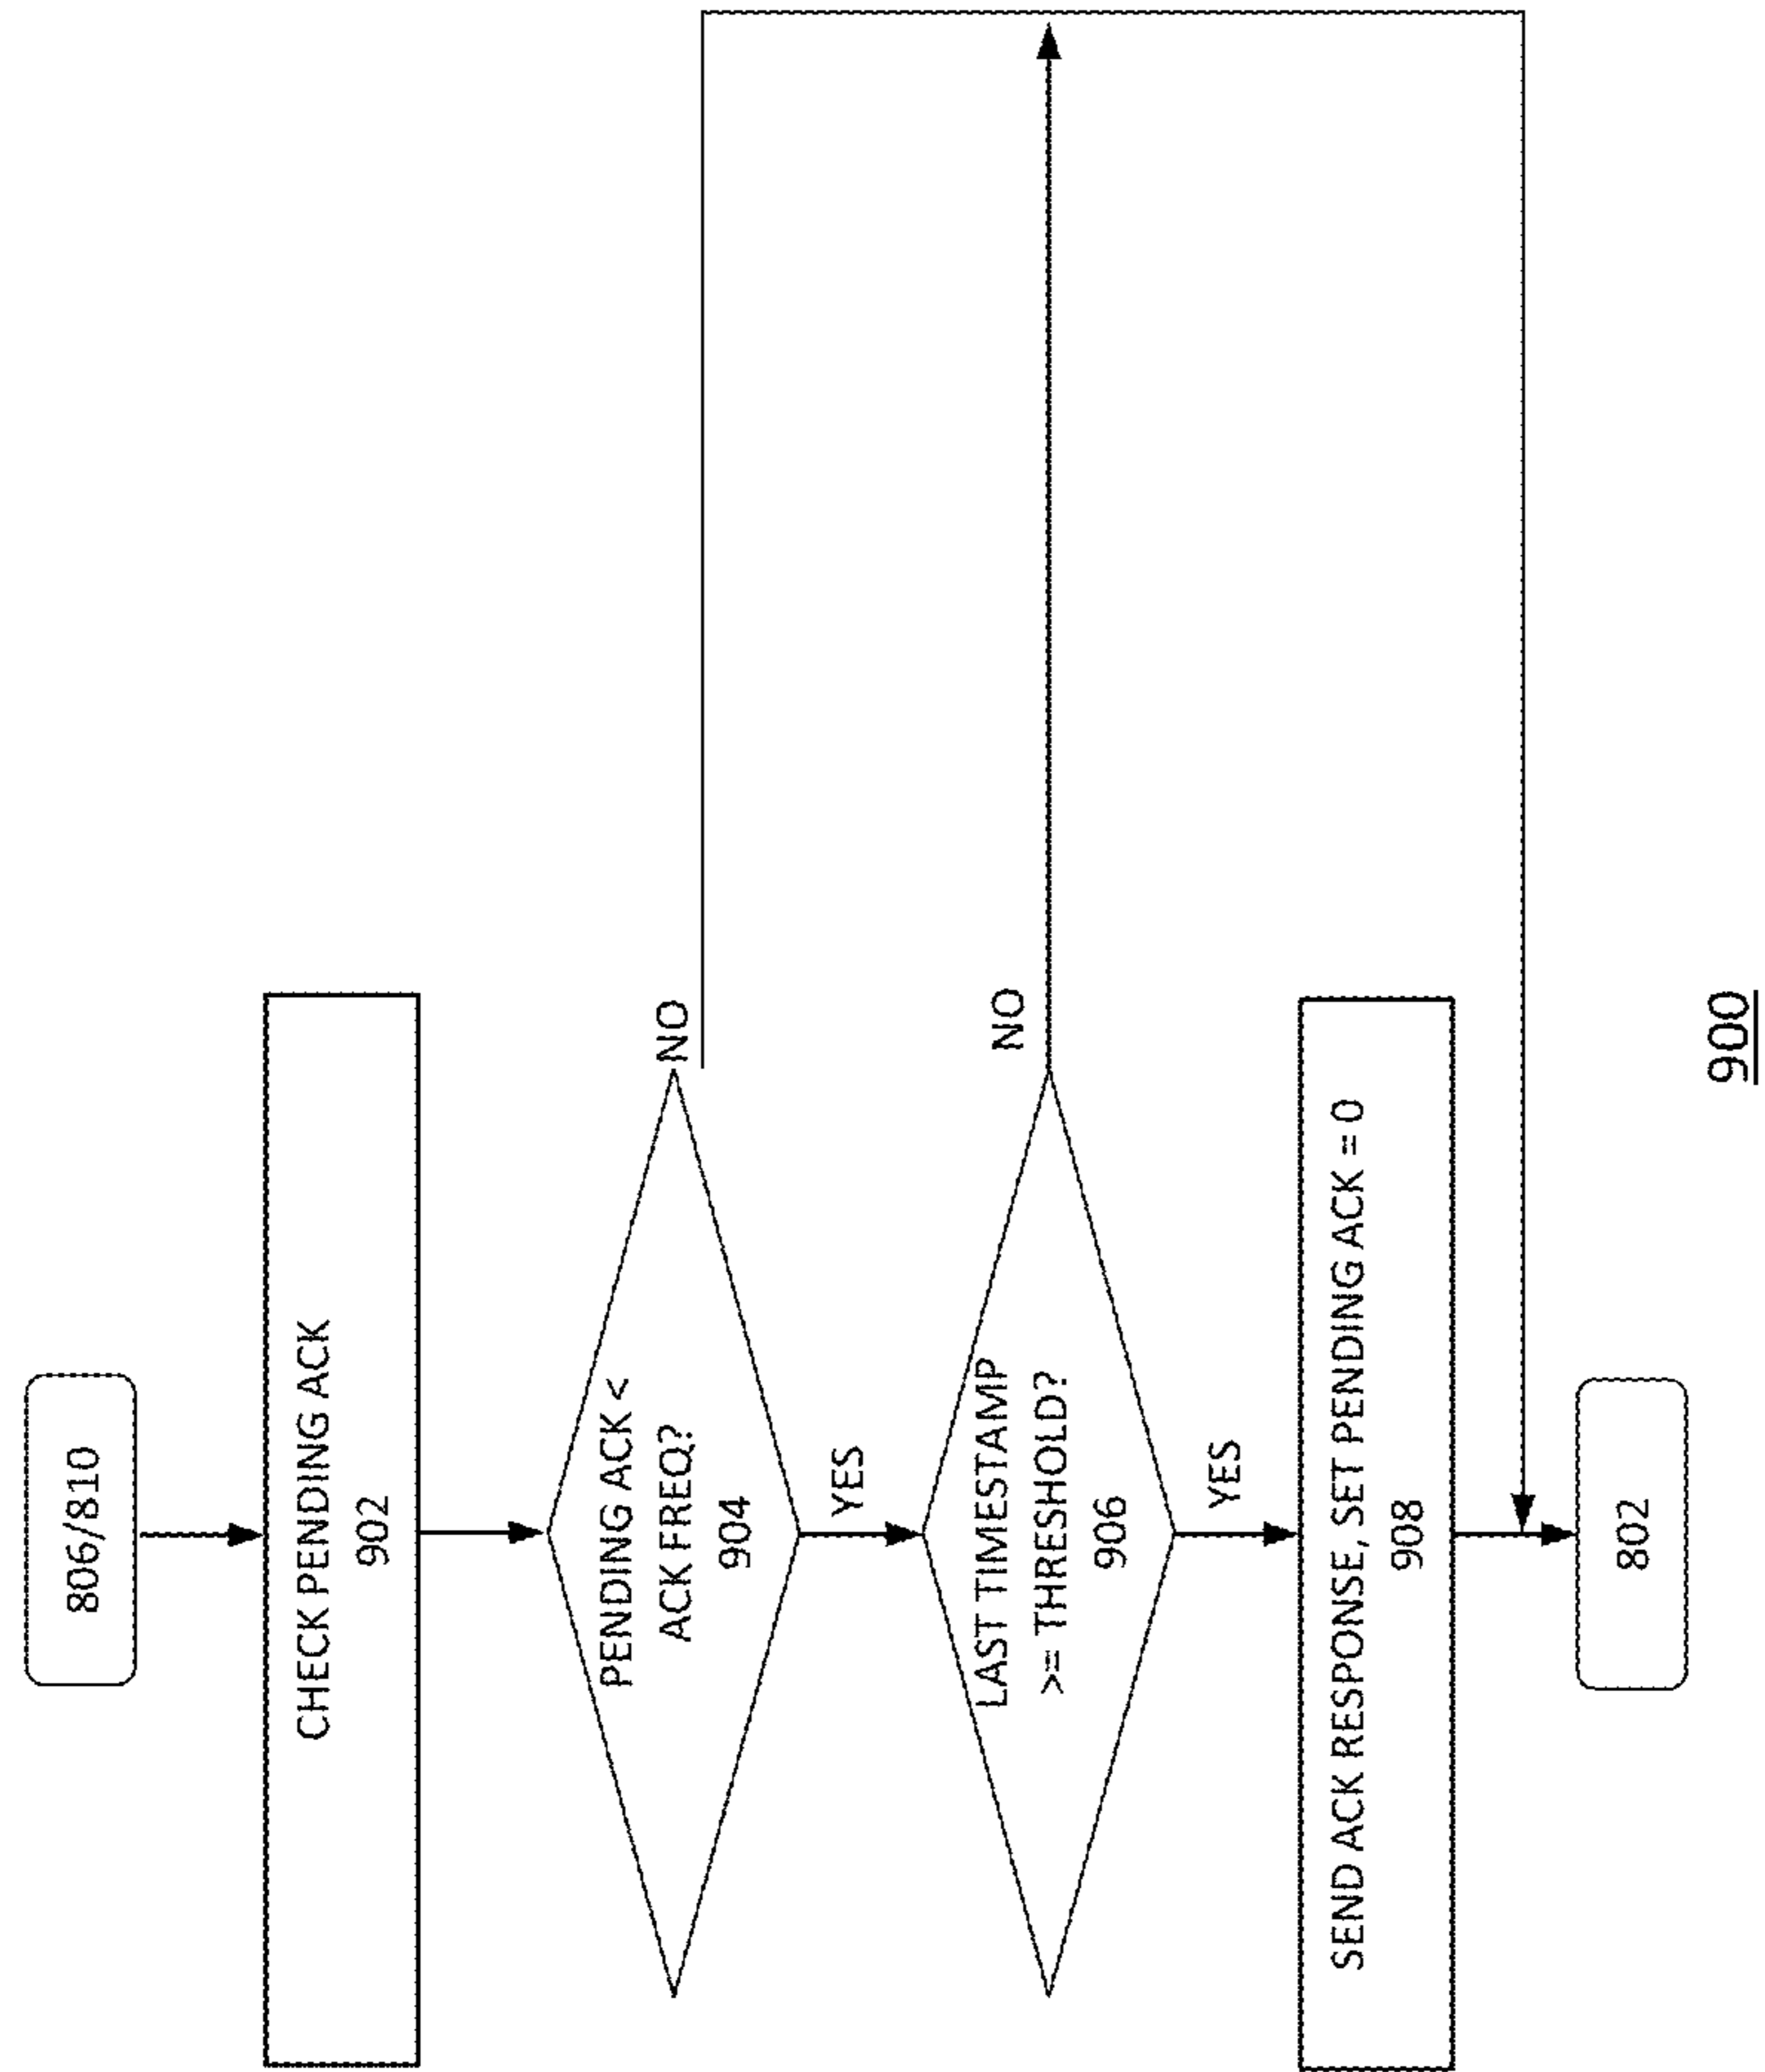 806/810
CHECK PENDING ACK
902
PENDING ACK <
ACK FREQ?
904
NO
YES
LAST TIMESTAMP
>= THRESHOLD?
906
NO
YES
SEND ACK RESPONSE, SET PENDING ACK = 0
908
802
900